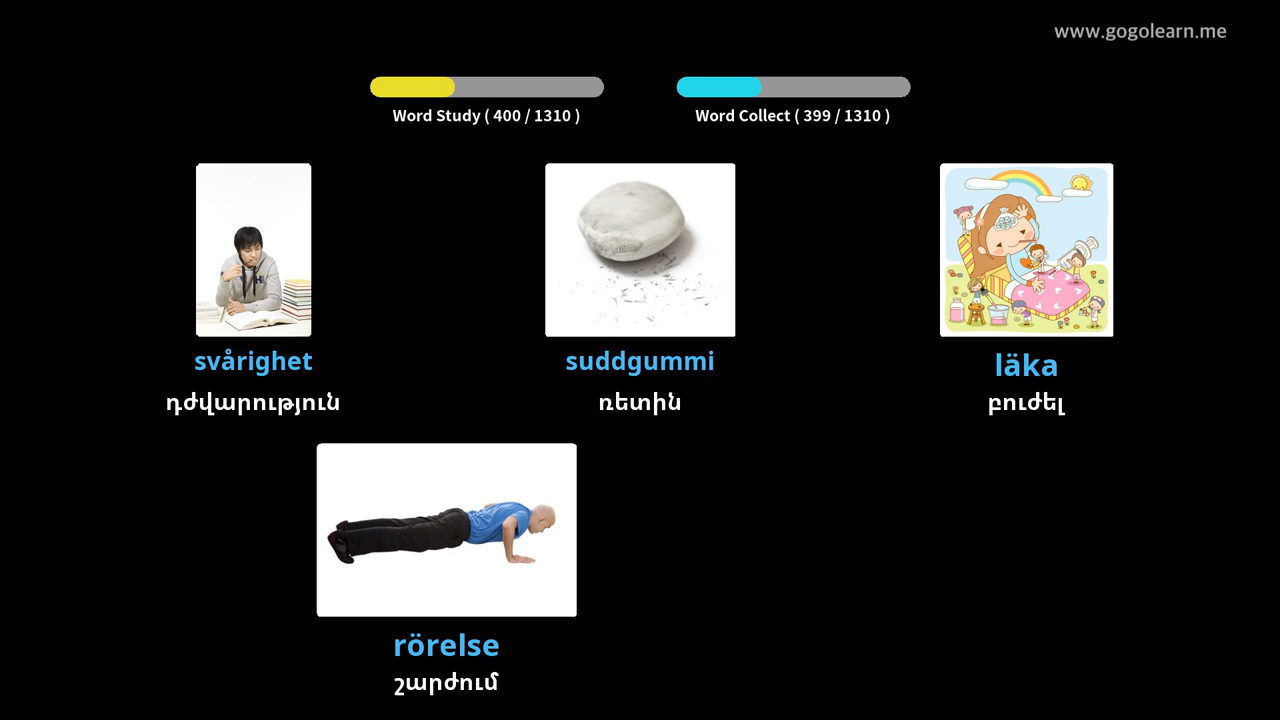 www.gogolearn.me
Word Study ( 400 / 1310 )
Word Collect ( 399 / 1310 )
svårighet
դժվարություն
suddgummi
ռետին
läka
բուժել
rörelse
շարժում